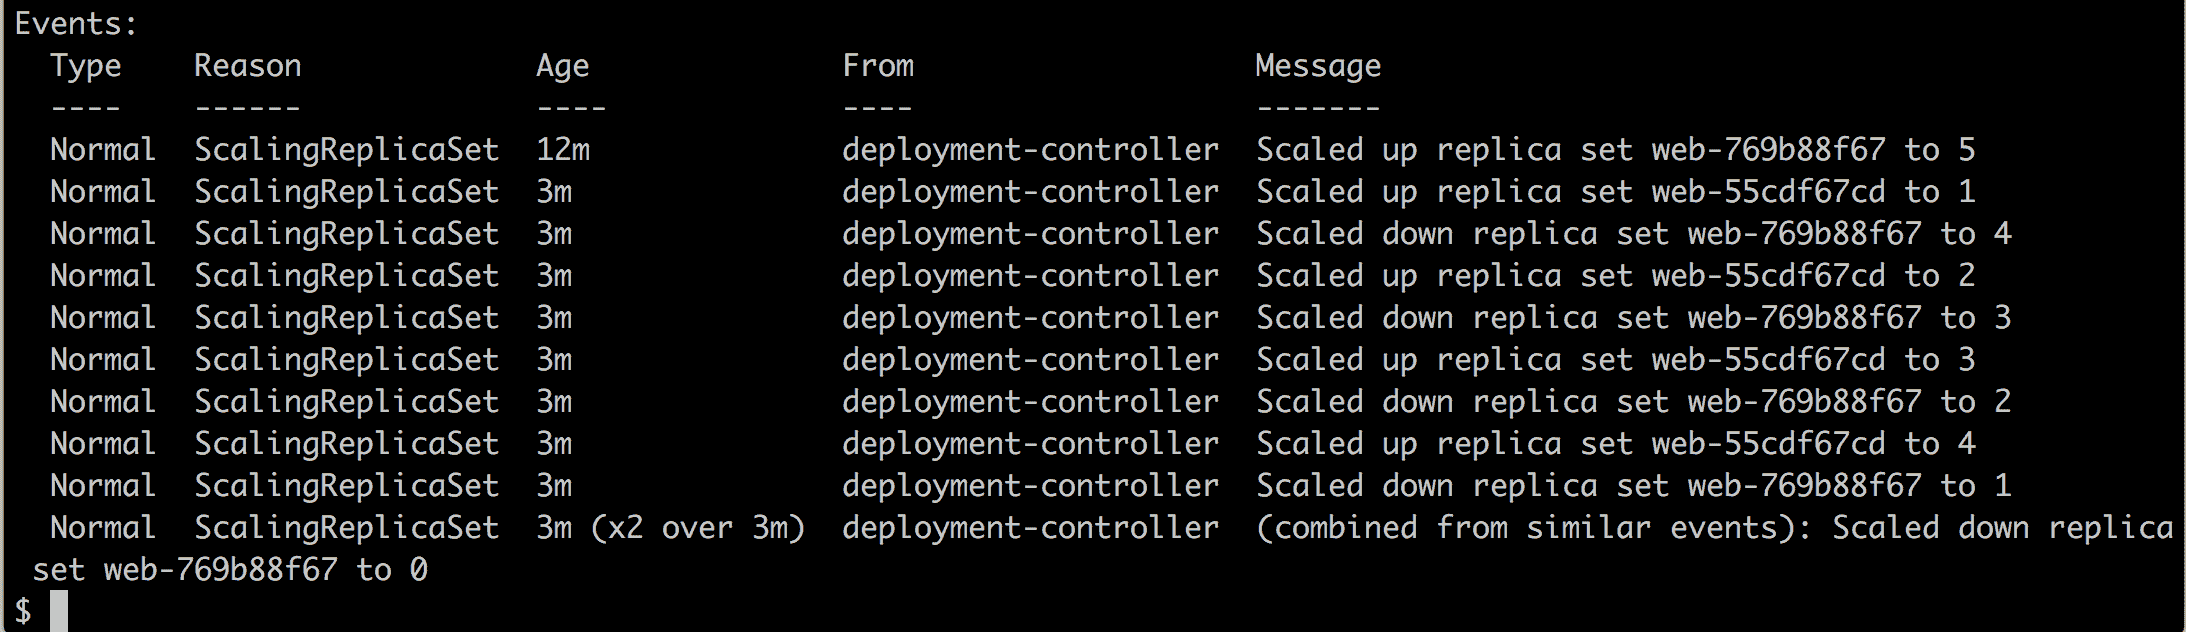 Events:
  Type    Reason             Age              From                   Message
  ----    ------             ----             ----                   -------
  Normal  ScalingReplicaSet  12m              deployment-controller  Scaled up replica set web-769b88f67 to 5
  Normal  ScalingReplicaSet  3m               deployment-controller  Scaled up replica set web-55cdf67cd to 1
  Normal  ScalingReplicaSet  3m               deployment-controller  Scaled down replica set web-769b88f67 to 4
  Normal  ScalingReplicaSet  3m               deployment-controller  Scaled up replica set web-55cdf67cd to 2
  Normal  ScalingReplicaSet  3m               deployment-controller  Scaled down replica set web-769b88f67 to 3
  Normal  ScalingReplicaSet  3m               deployment-controller  Scaled up replica set web-55cdf67cd to 3
  Normal  ScalingReplicaSet  3m               deployment-controller  Scaled down replica set web-769b88f67 to 2
  Normal  ScalingReplicaSet  3m               deployment-controller  Scaled up replica set web-55cdf67cd to 4
  Normal  ScalingReplicaSet  3m               deployment-controller  Scaled down replica set web-769b88f67 to 1
  Normal  ScalingReplicaSet  3m (x2 over 3m)  deployment-controller  (combined from similar events): Scaled down replica
 set web-769b88f67 to 0
$